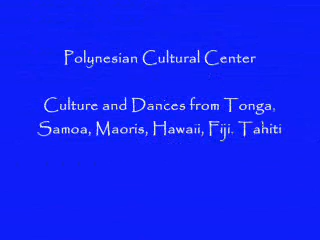 Polynesian Cultural Center
Culture and Dances from Tonga,
Samoa, Maoris, Hawaii, Fiji. Tahiti